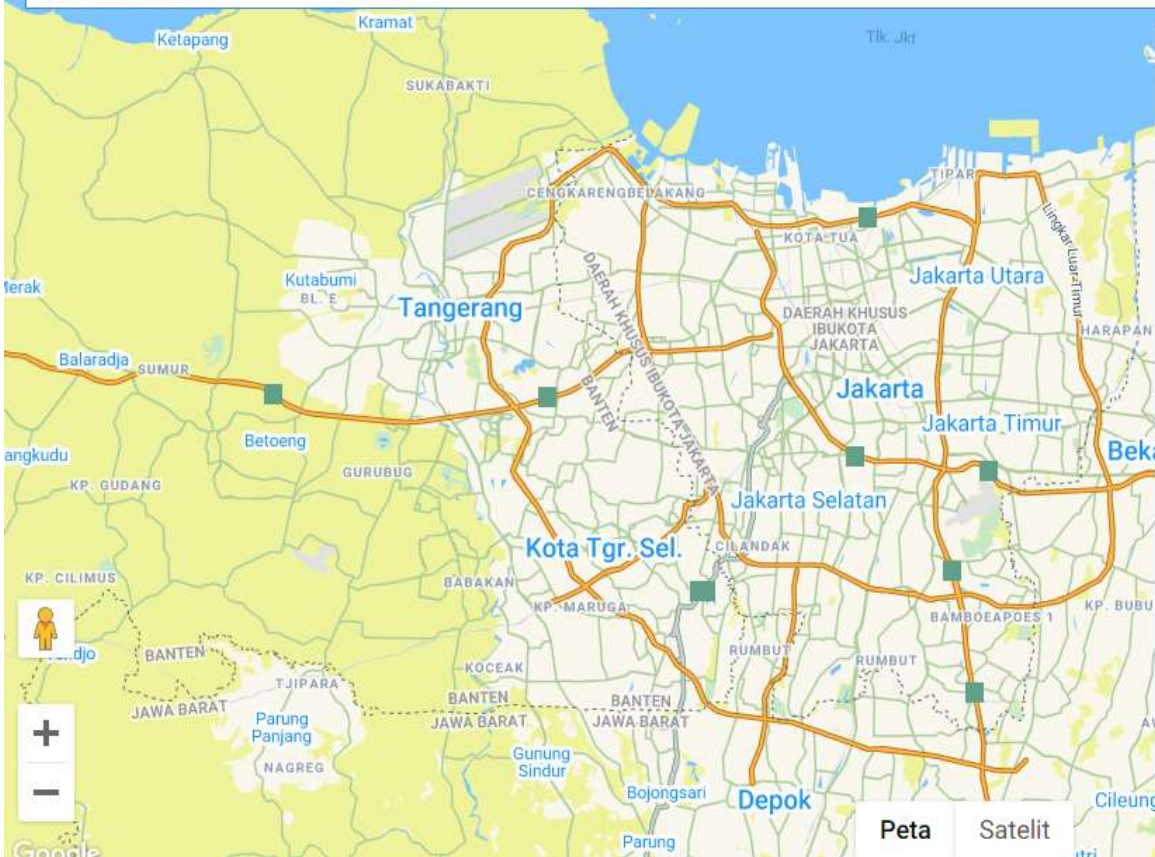 Kramat
Ketapang
Tlk. Jkt
SUKABAKTI
TIPAR
CENGKARENGBELAKANG
KOTA TUA
Lingkar Luar Timur
Kutabumi
BL. E
Jakarta Utara
Merak
Tangerang
DAERAH KHUSUS IBUKOTA JAKARTA
BANTEN
DAERAH KHUSUS
IBUKOTA
JAKARTA
HARAPAN
Balaradja
SUMUR
Jakarta
Betoeng
Jakarta Timur
angkudu
GURUBUG
Beka
KP. GUDANG
Jakarta Selatan
Kota Tgr. Sel.
CILANDAK
KP. CILIMUS
BABAKAN
KP. MARUGA
KP. BUBU
BAMBOEAPOES 1
BANTEN
JAWA BARAT
KOCEAK
RUMBUT
RUMBUT
TJIPARA
BANTEN
JAWA BARAT
BANTEN
JAWA BARAT
Parung
Panjang
NAGREG
Gunung
Sindur
Bojongsari
Depok
Cileung
Parung
Peta
Satelit
Google